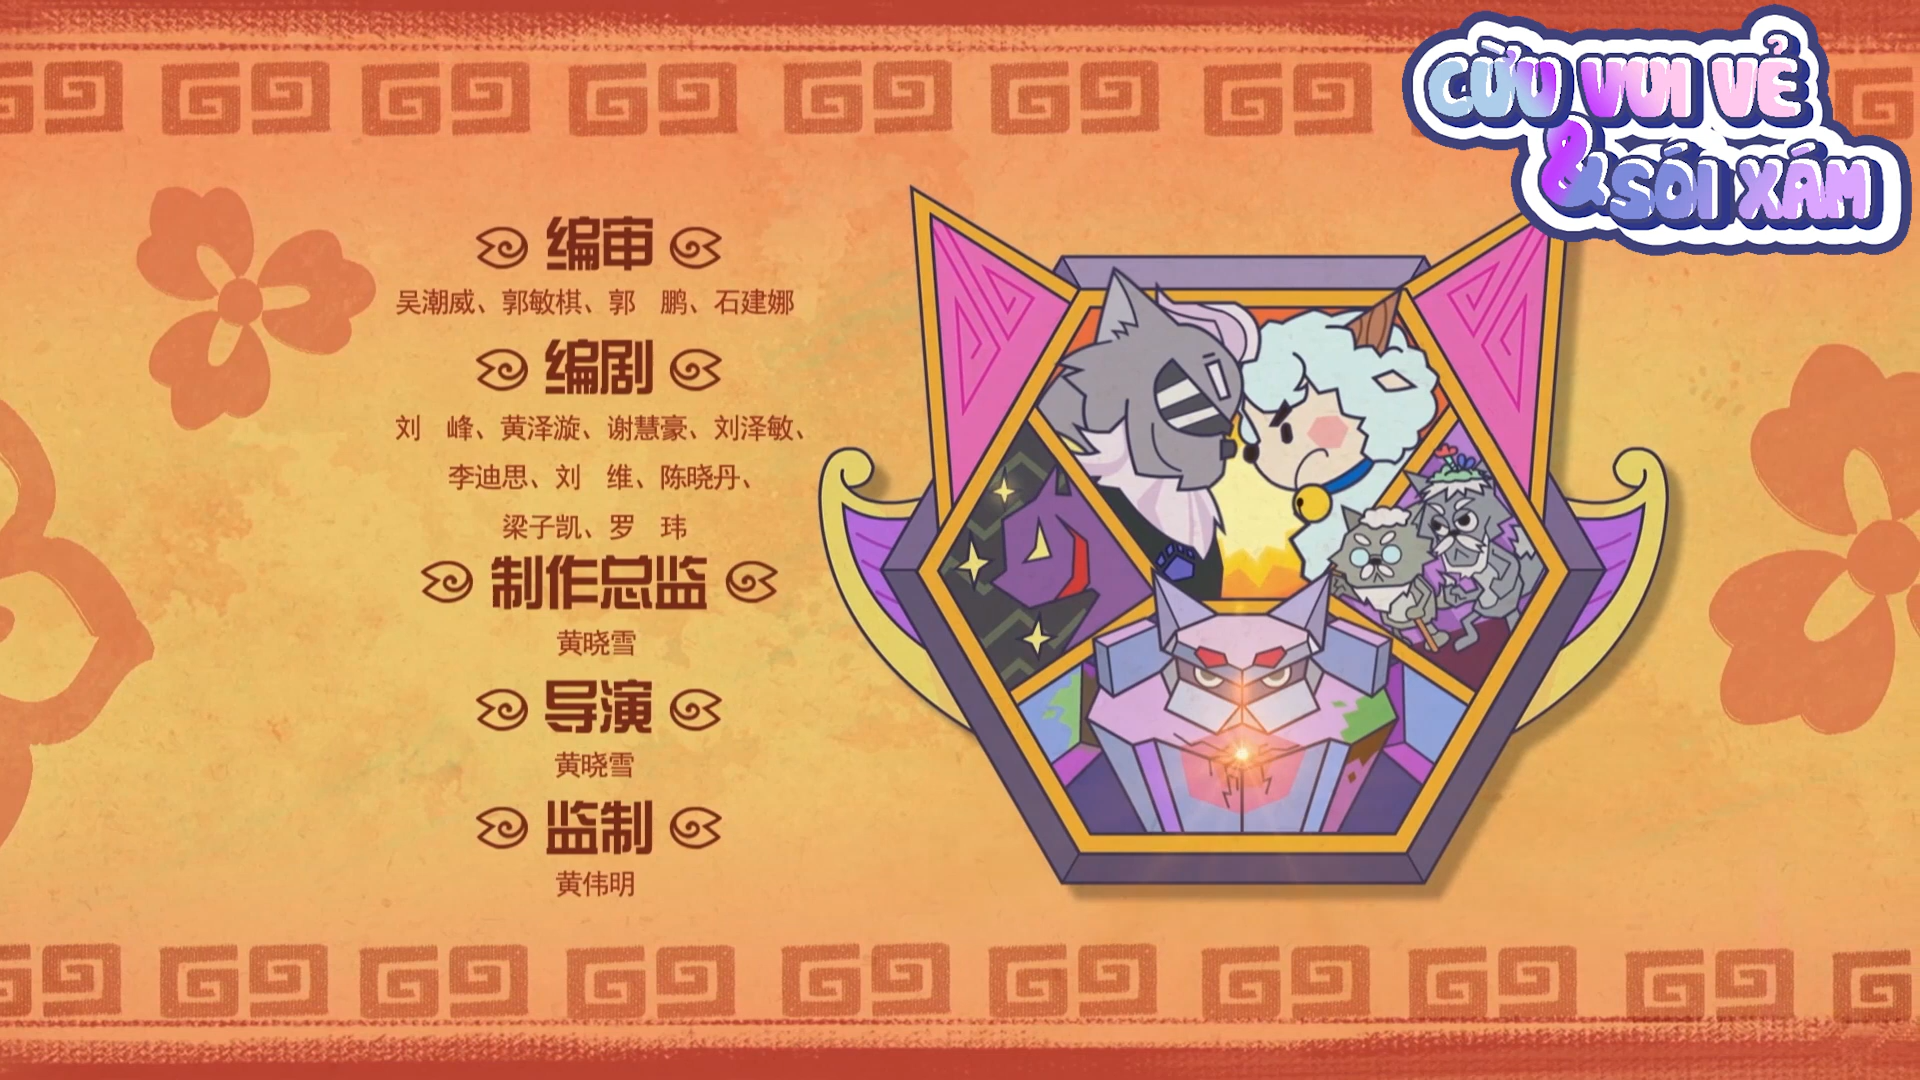 CỪU VUI VẺ
& SÓI XÁM
编审
吴潮威、郭敏棋、郭　鹏、石建娜
编剧
刘　峰、黄泽漩、谢慧豪、刘泽敏、
李迪思、刘　维、陈晓丹、
梁子凯、罗　玮
制作总监
黄晓雪
导演
黄晓雪
监制
黄伟明